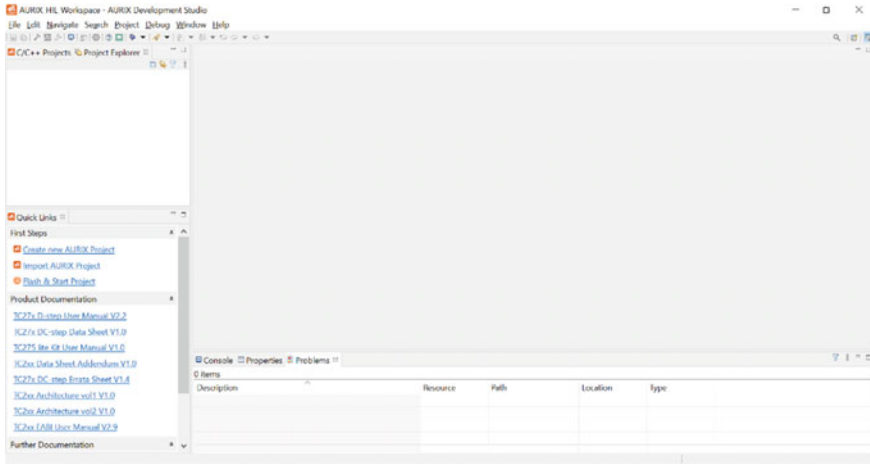 AURIX HIL Workspace - AURIX Development Studio
File Edit Navigate Search Project Debug Window Help
C/C++ Projects Project Explorer
Quick Links
First Steps
Create new AURIX Project
Import AURIX Project
Flash & Start Project
Product Documentation
TC27x D-step User Manual V2.2
TC27x DC-step Data Sheet V1.0
TC275 lite Kit User Manual V1.0
TC2xx Data Sheet Addendum V1.0
TC27x DC step Errata Sheet V1.4
TC2xx Architecture vol1 V1.0
TC2xx Architecture vol2 V1.0
TC2xx EABI User Manual V2.9
Further Documentation
Console Properties Problems
0 items
Description Resource Path Location Type